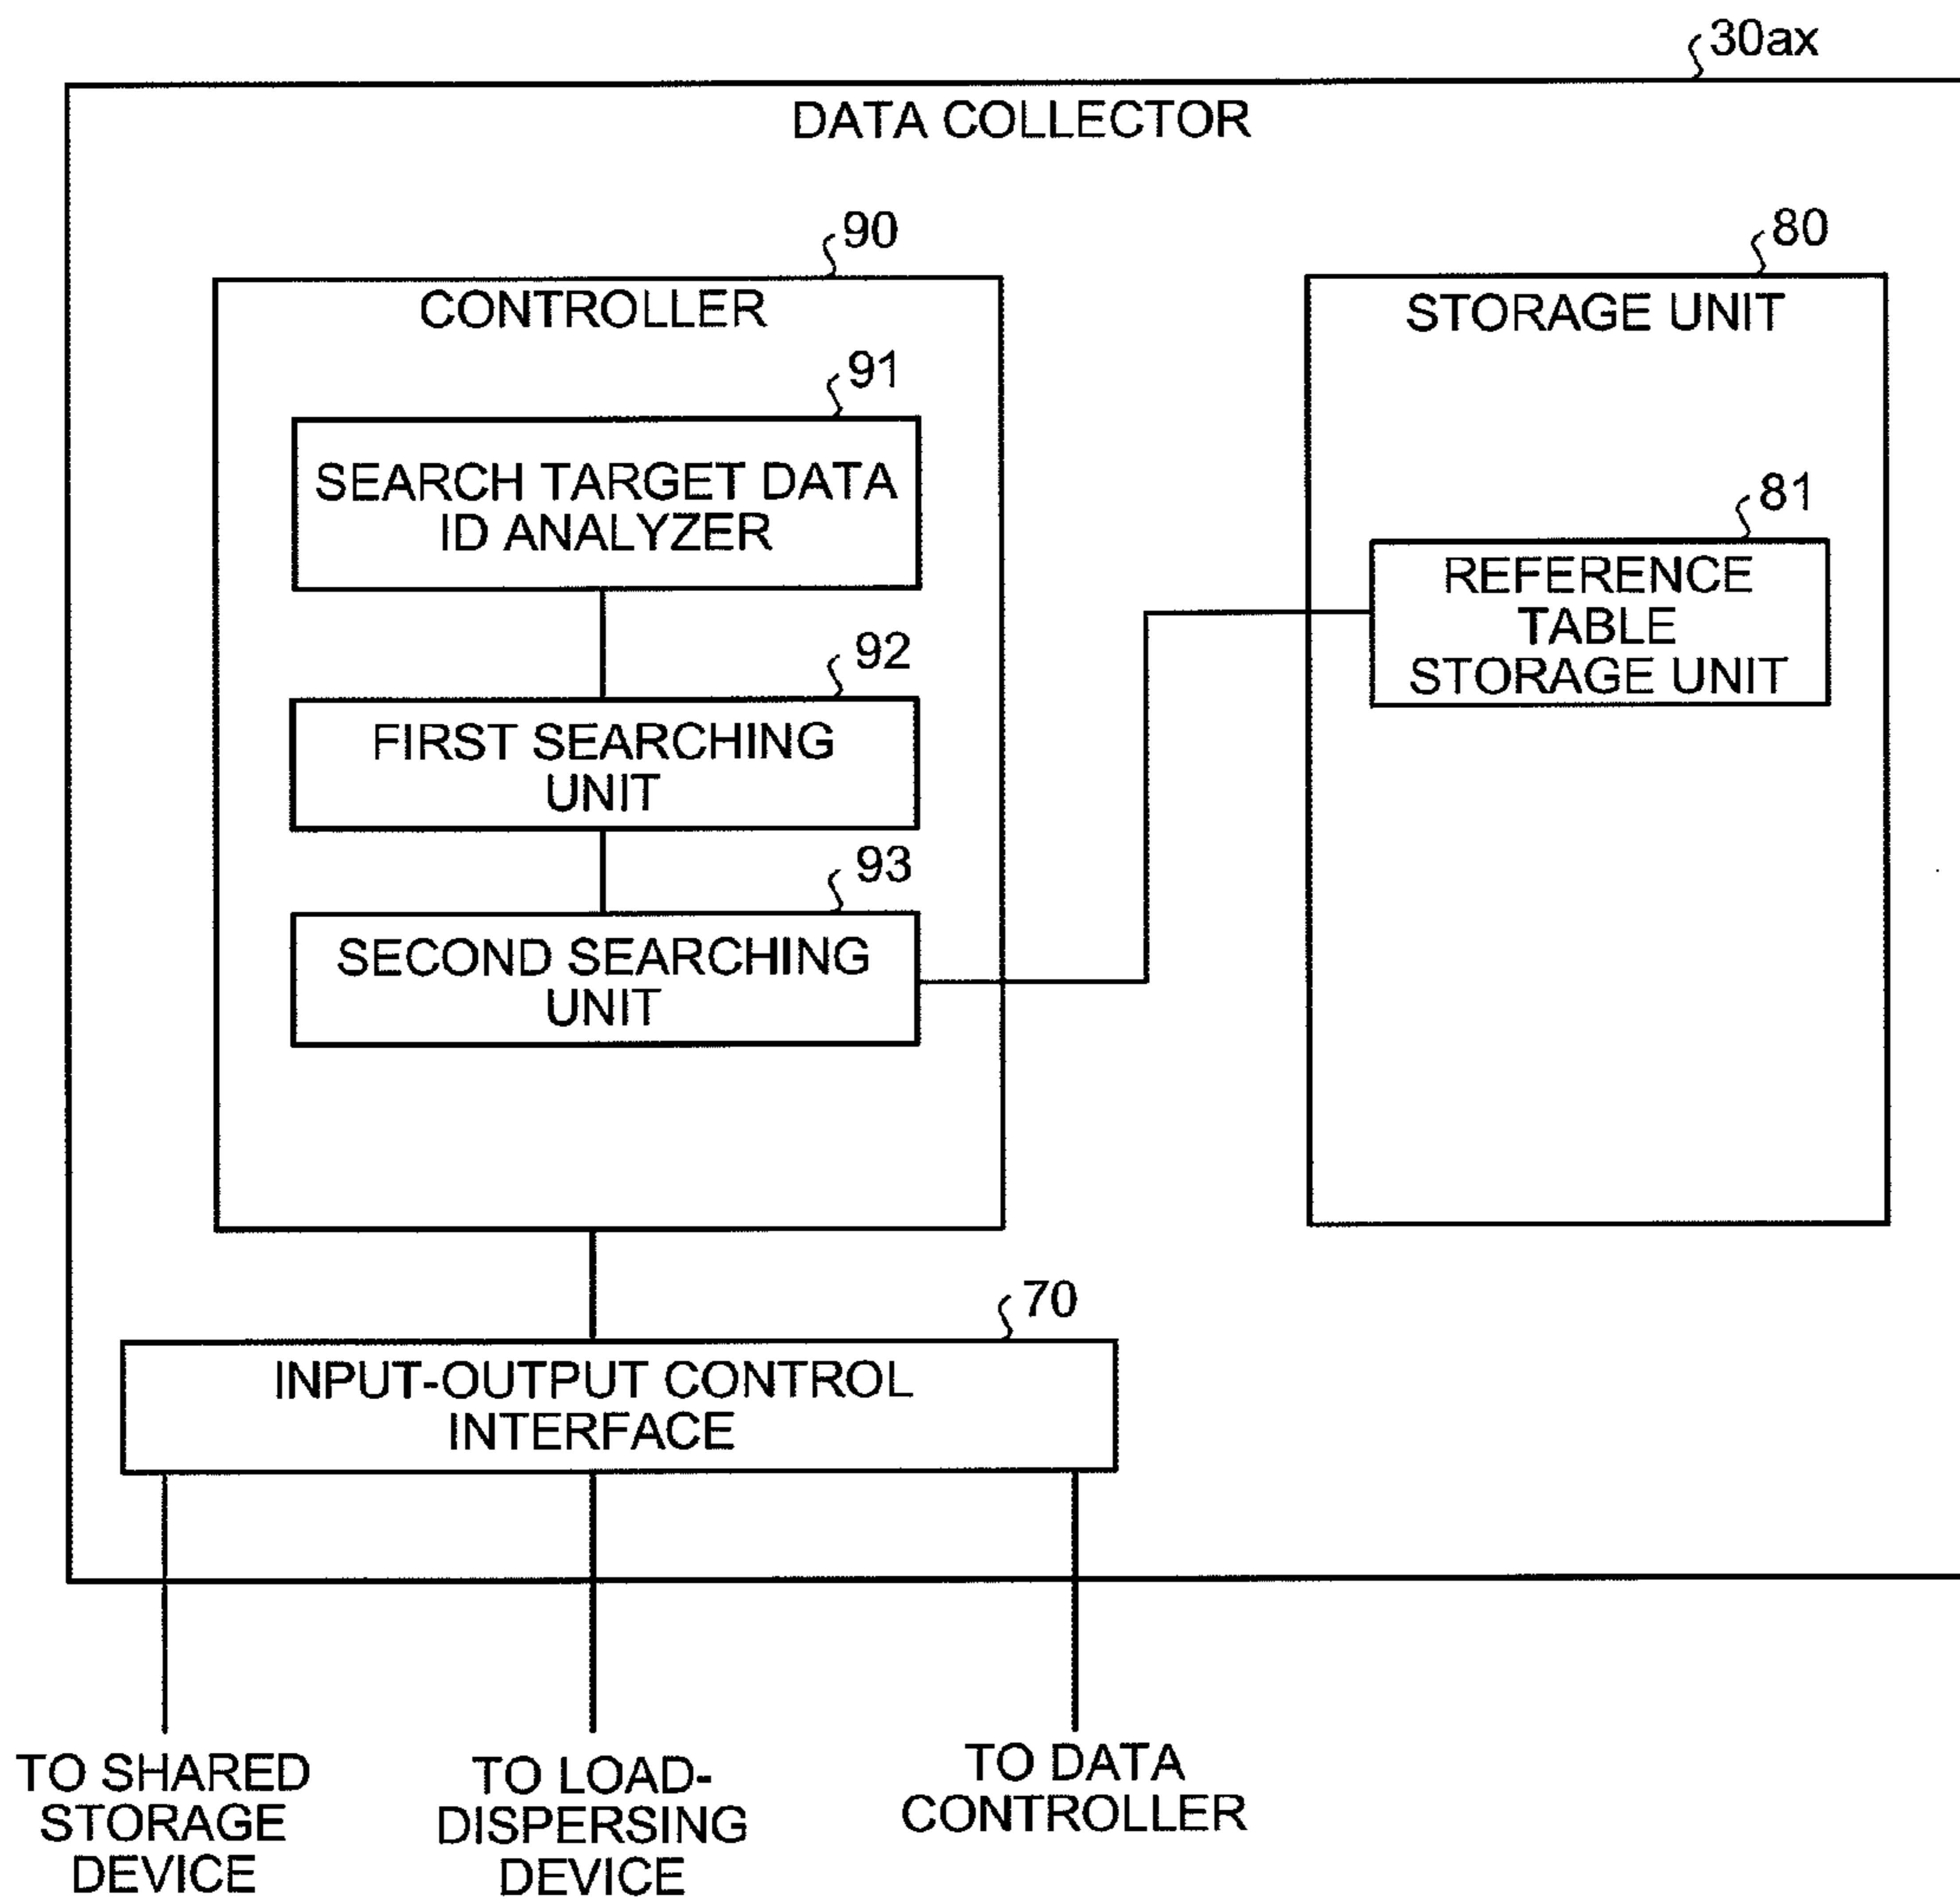 30ax
DATA COLLECTOR
90
CONTROLLER
91
SEARCH TARGET DATA
ID ANALYZER
92
FIRST SEARCHING
UNIT
93
SECOND SEARCHING
UNIT
80
STORAGE UNIT
81
REFERENCE
TABLE
STORAGE UNIT
70
INPUT-OUTPUT CONTROL
INTERFACE
TO SHARED
STORAGE
DEVICE
TO LOAD-
DISPERSING
DEVICE
TO DATA
CONTROLLER